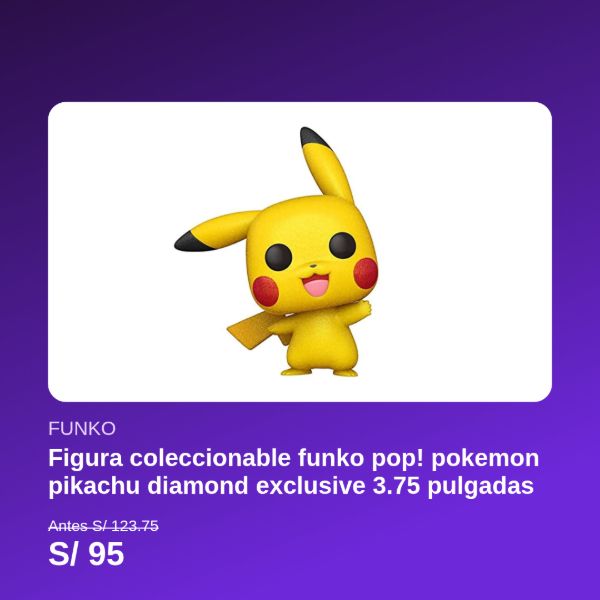 FUNKO
Figura coleccionable funko pop! pokemon
pikachu diamond exclusive 3.75 pulgadas
Antes S/ 123.75
S/ 95